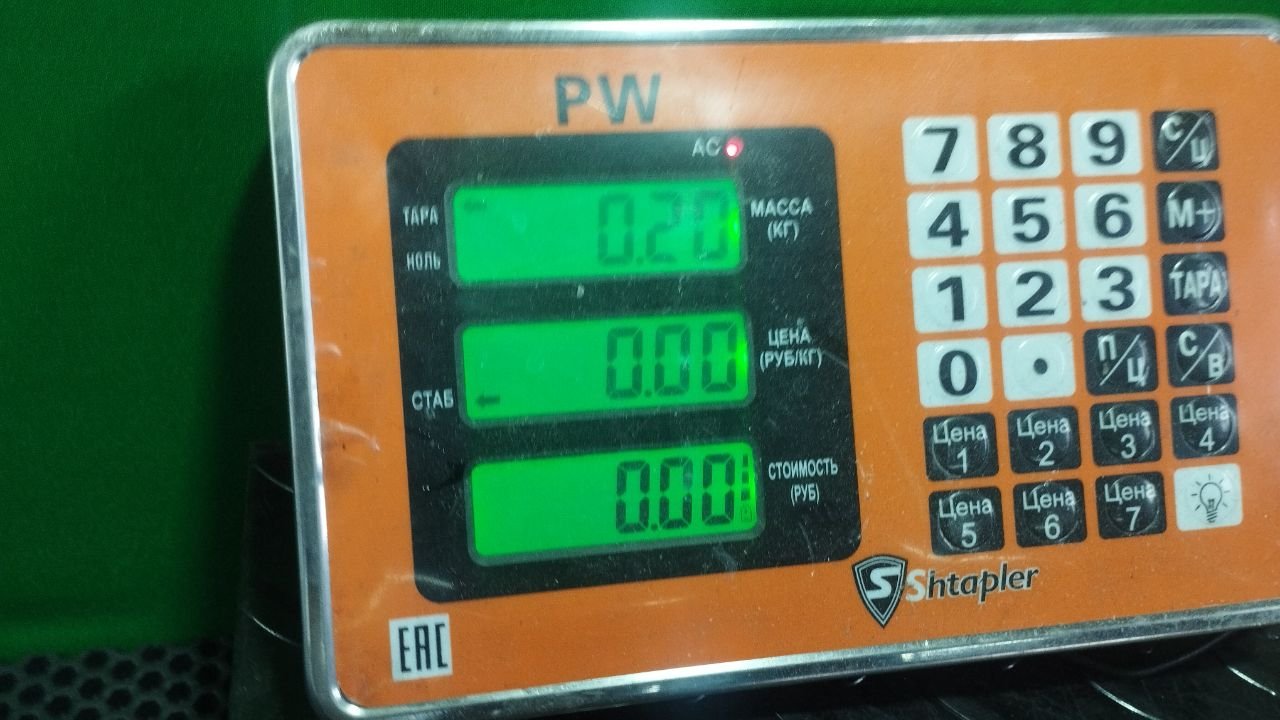 PW
AC
ТАРА
НОЛЬ
0.20
МАССА
(КГ)
СТАБ
0.00
ЦЕНА
(РУБ/КГ)
0.00
СТОИМОСТЬ
(РУБ)
7 8 9 С/Ц
4 5 6 М+
1 2 3 ТАРА
0 . П/Ц С/В
Цена 1 Цена 2 Цена 3 Цена 4
Цена 5 Цена 6 Цена 7
S Shtapler
EAC